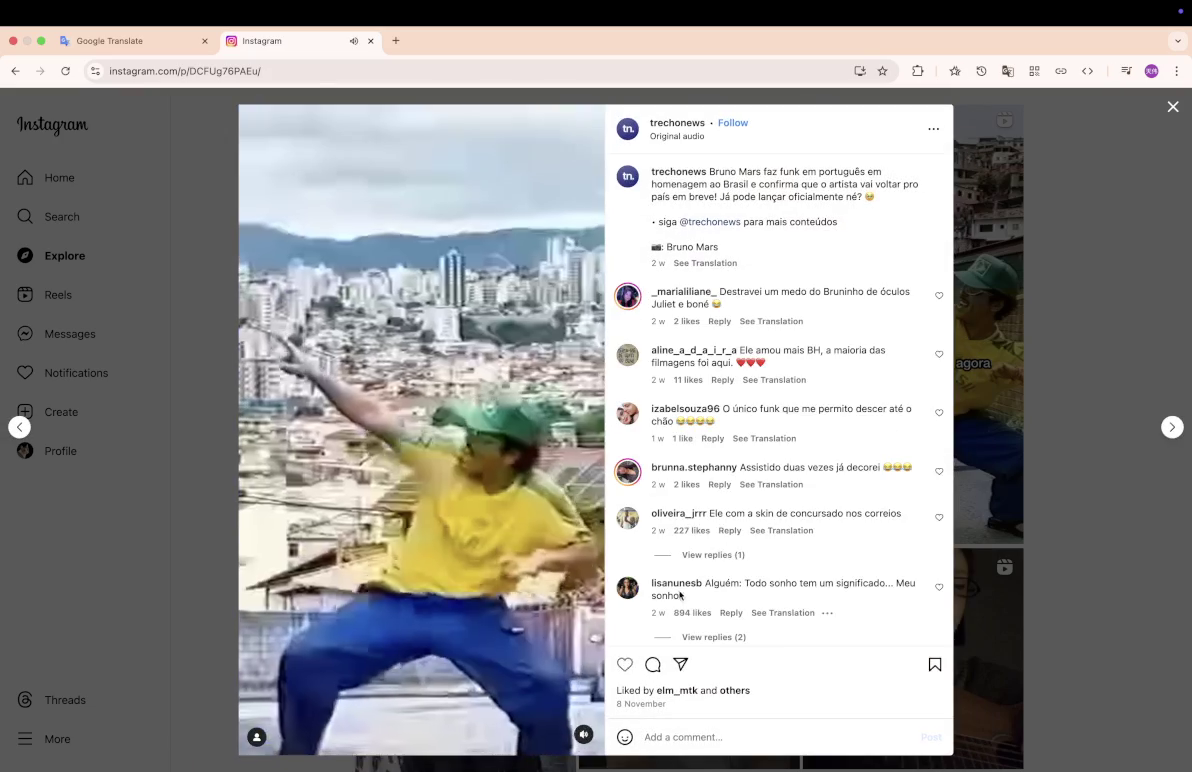 Google Translate
Instagram
instagram.com/p/DCFUg76PAEu/
Instagram
Home
Search
Explore
Reels
Messages
Notifications
Create
Profile
Threads
More
tn.
trechonews • Follow
Original audio
tn.
trechonews Bruno Mars faz funk em português em
homenagem ao Brasil e confirma que o artista vai voltar pro
país em breve! Já pode lançar oficialmente né? 🥹
• siga @trechonews para mais conteúdos
📷: Bruno Mars
2 w See Translation
_marialiliane_ Destravei um medo do Bruninho de óculos
Juliet e boné 😂
2 w 2 likes Reply See Translation
aline_a_d_a_i_r_a Ele amou mais BH, a maioria das
filmagens foi aqui. ❤️❤️❤️
2 w 11 likes Reply See Translation
izabelsouza96 O único funk que me permito descer até o
chão 😂😂😂😂
1 w 1 like Reply See Translation
brunna.stephanny Assistido duas vezes já decorei 😂😂😂
2 w 2 likes Reply See Translation
oliveira_jrr Ele com a skin de concursado nos correios
2 w 227 likes Reply See Translation
View replies (1)
lisanunesb Alguém: Todo sonho tem um significado... Meu
sonho
2 w 894 likes Reply See Translation •••
View replies (2)
Liked by elm_mtk and others
8 November
Add a comment...
Post
agora